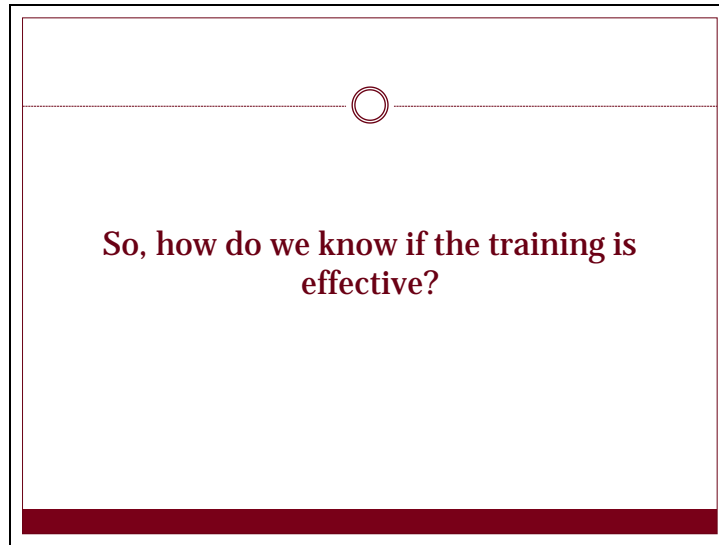 So, how do we know if the training is
effective?